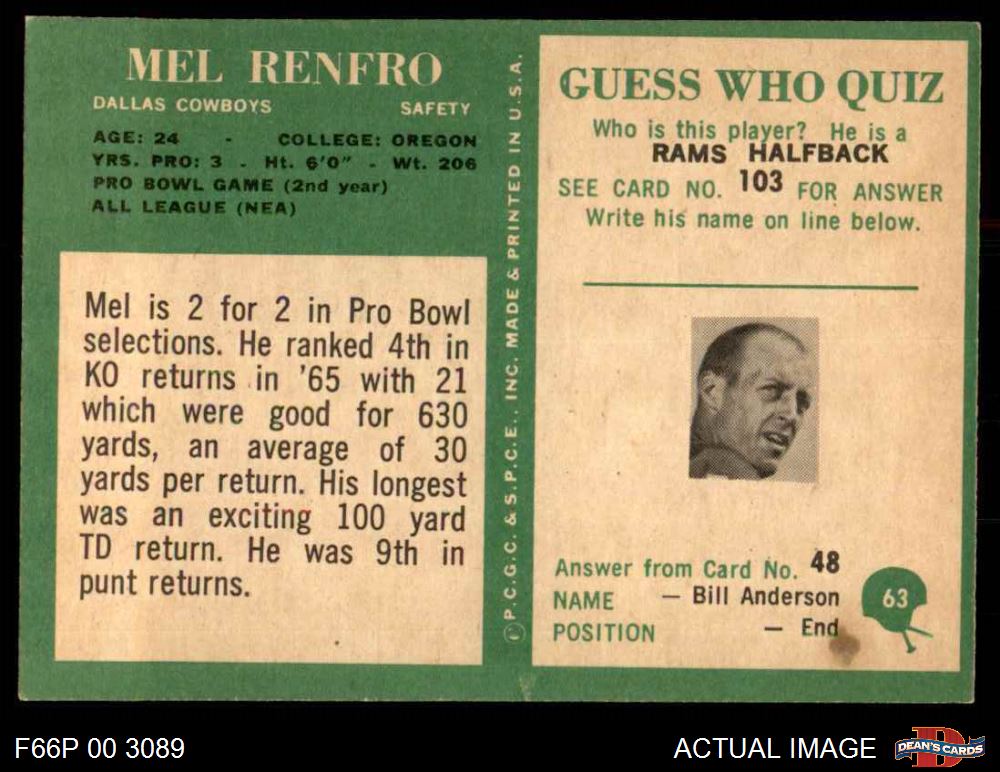 MEL RENFRO
DALLAS COWBOYS SAFETY
AGE: 24 - COLLEGE: OREGON
YRS. PRO: 3 - Ht. 6'0" - Wt. 206
PRO BOWL GAME (2nd year)
ALL LEAGUE (NEA)
Mel is 2 for 2 in Pro Bowl
selections. He ranked 4th in
KO returns in '65 with 21
which were good for 630
yards, an average of 30
yards per return. His longest
was an exciting 100 yard
TD return. He was 9th in
punt returns.
© P.C.G.C. & S.P.C.E., INC. MADE & PRINTED IN U.S.A.
GUESS WHO QUIZ
Who is this player? He is a
RAMS HALFBACK
SEE CARD NO. 103 FOR ANSWER
Write his name on line below.
Answer from Card No. 48
NAME — Bill Anderson
POSITION — End
63
F66P 00 3089
ACTUAL IMAGE
D
DEAN'S CARDS